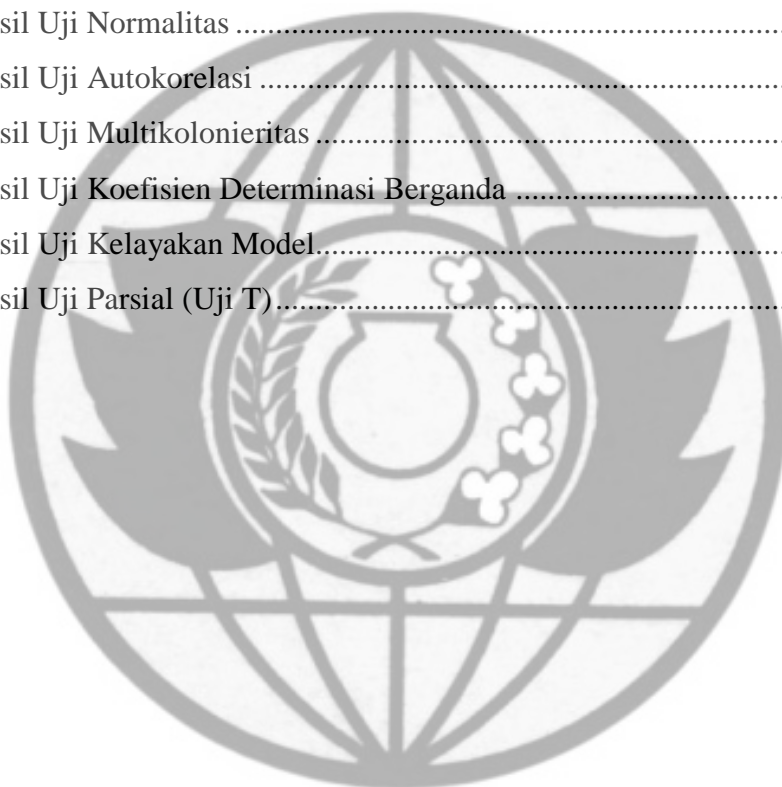 sil Uji Normalitas ................................................................
sil Uji Autokorelasi .............................................................
sil Uji Multikolonieritas .......................................................
sil Uji Koefisien Determinasi Berganda ................................
sil Uji Kelayakan Model.......................................................
sil Uji Parsial (Uji T)............................................................